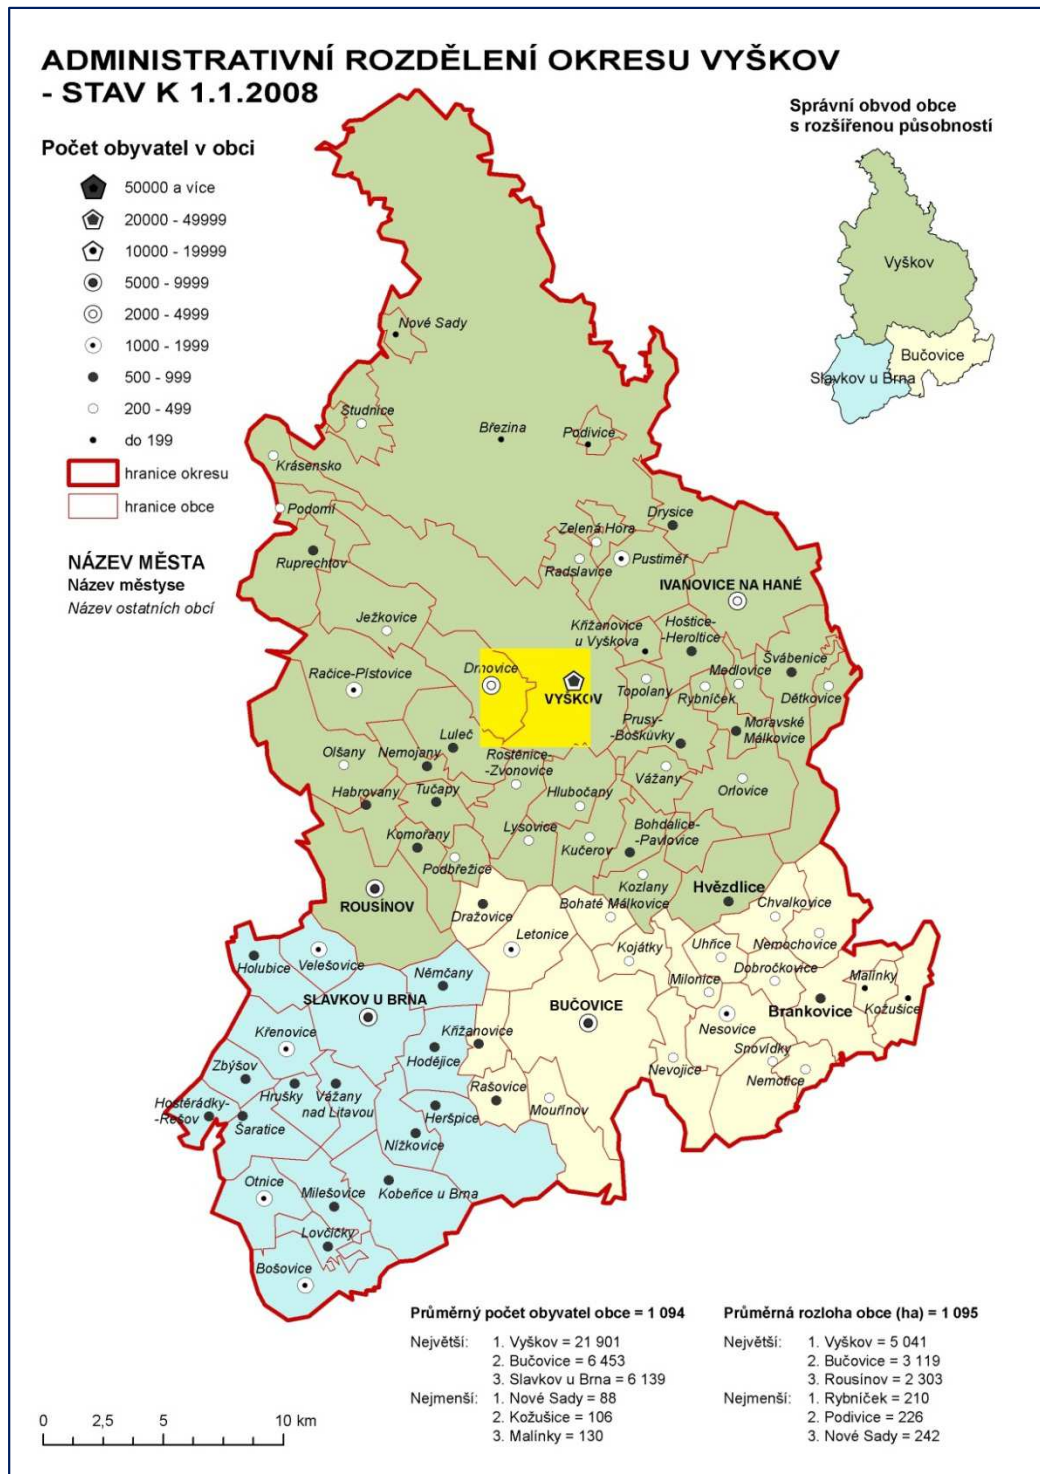 ADMINISTRATIVNÍ ROZDĚLENÍ OKRESU VYŠKOV
- STAV K 1.1.2008
Správní obvod obce
s rozšířenou působností
Počet obyvatel v obci
50000 a více
20000 - 49999
10000 - 19999
5000 - 9999
2000 - 4999
1000 - 1999
500 - 999
200 - 499
do 199
hranice okresu
hranice obce
NÁZEV MĚSTA
Název městyse
Název ostatních obcí
Vyškov
Bučovice
Slavkov u Brna
Nové Sady
Studnice
Březina
Podivice
Krásensko
Podomí
Drysice
Zelená Hora
Ruprechtov
Radslavice
Pustiměř
IVANOVICE NA HANÉ
Ježkovice
Křižanovice
u Vyškova
Hoštice-
-Heroltice
Švábenice
Račice-Pístovice
Drnovice
VYŠKOV
Topolany
Rybníček
Medlovice
Dětkovice
Prusy-
-Boškůvky
Moravské
Málkovice
Luleč
Olšany
Nemojany
Rostěnice-
-Zvonovice
Vážany
Orlovice
Habrovany
Tučapy
Hlubočany
Komořany
Lysovice
Kučerov
Bohdalice-
-Pavlovice
Podbřežice
Kozlany
Hvězdlice
ROUSÍNOV
Dražovice
Bohaté Málkovice
Chvalkovice
Letonice
Kojátky
Uhřice
Nemochovice
Holubice
Velešovice
Němčany
Milonice
Dobročkovice
Malínky
Kožušice
SLAVKOV U BRNA
BUČOVICE
Nesovice
Brankovice
Křenovice
Křižanovice
Hodějice
Snovídky
Zbýšov
Nevojice
Nemotice
Hrušky
Vážany
nad Litavou
Rašovice
Mouřínov
Hostěrádky-
-Rešov
Šaratice
Heršpice
Nížkovice
Otnice
Milešovice
Kobeřice u Brna
Lovčičky
Bošovice
Průměrný počet obyvatel obce = 1 094
Největší: 1. Vyškov = 21 901
2. Bučovice = 6 453
3. Slavkov u Brna = 6 139
Nejmenší: 1. Nové Sady = 88
2. Kožušice = 106
3. Malínky = 130
Průměrná rozloha obce (ha) = 1 095
Největší: 1. Vyškov = 5 041
2. Bučovice = 3 119
3. Rousínov = 2 303
Nejmenší: 1. Rybníček = 210
2. Podivice = 226
3. Nové Sady = 242
0 2,5 5 10 km